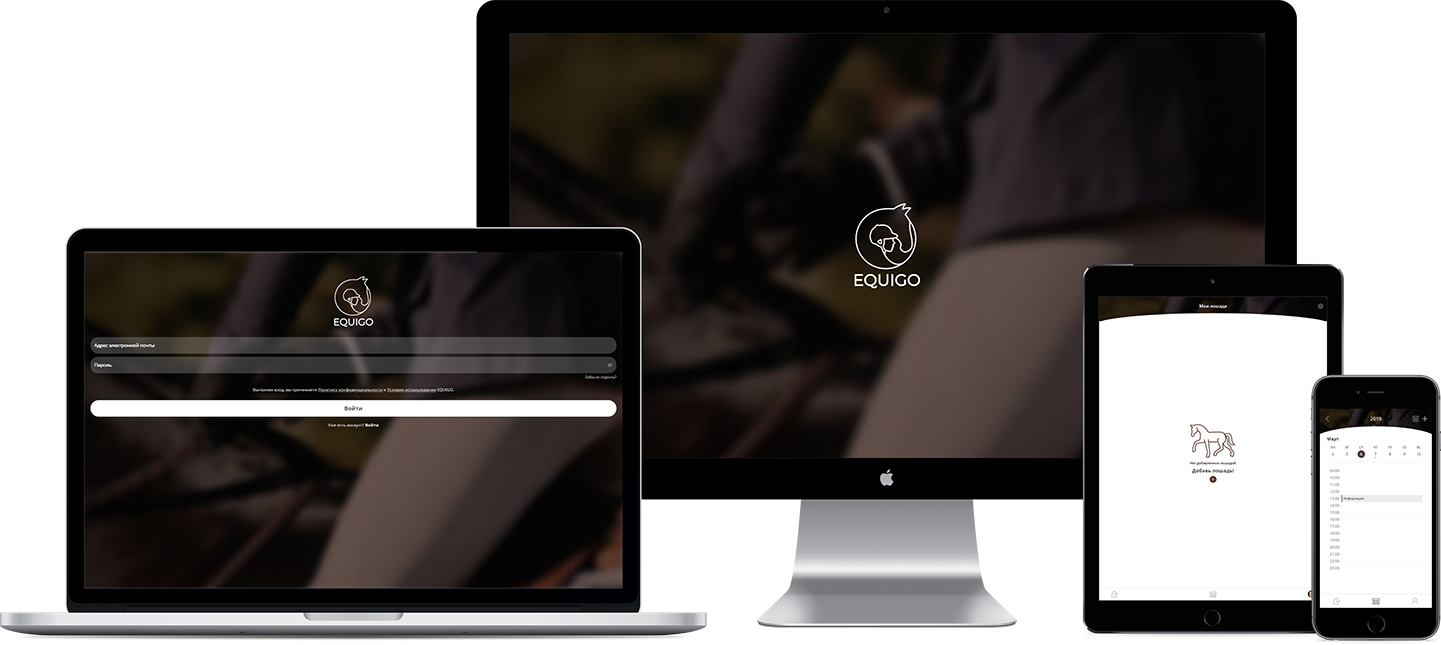 EQUIGO
EQUIGO
Адрес электронной почты
Пароль
Забыли пароль?
Выполняя вход, вы принимаете Политику конфиденциальности и Условия использования EQUIGO.
Войти
Уже есть аккаунт? Войти
Мои лошади
Нет добавленных лошадей.
Добавь лошадь!
2019
Март
Пн Вт Ср Чт Пт Сб Вс
4 5 6 7 8 9 10
09:00
10:00
11:00
12:00
13:00 Информация
14:00
15:00
16:00
17:00
18:00
19:00
20:00
21:00
22:00
23:00